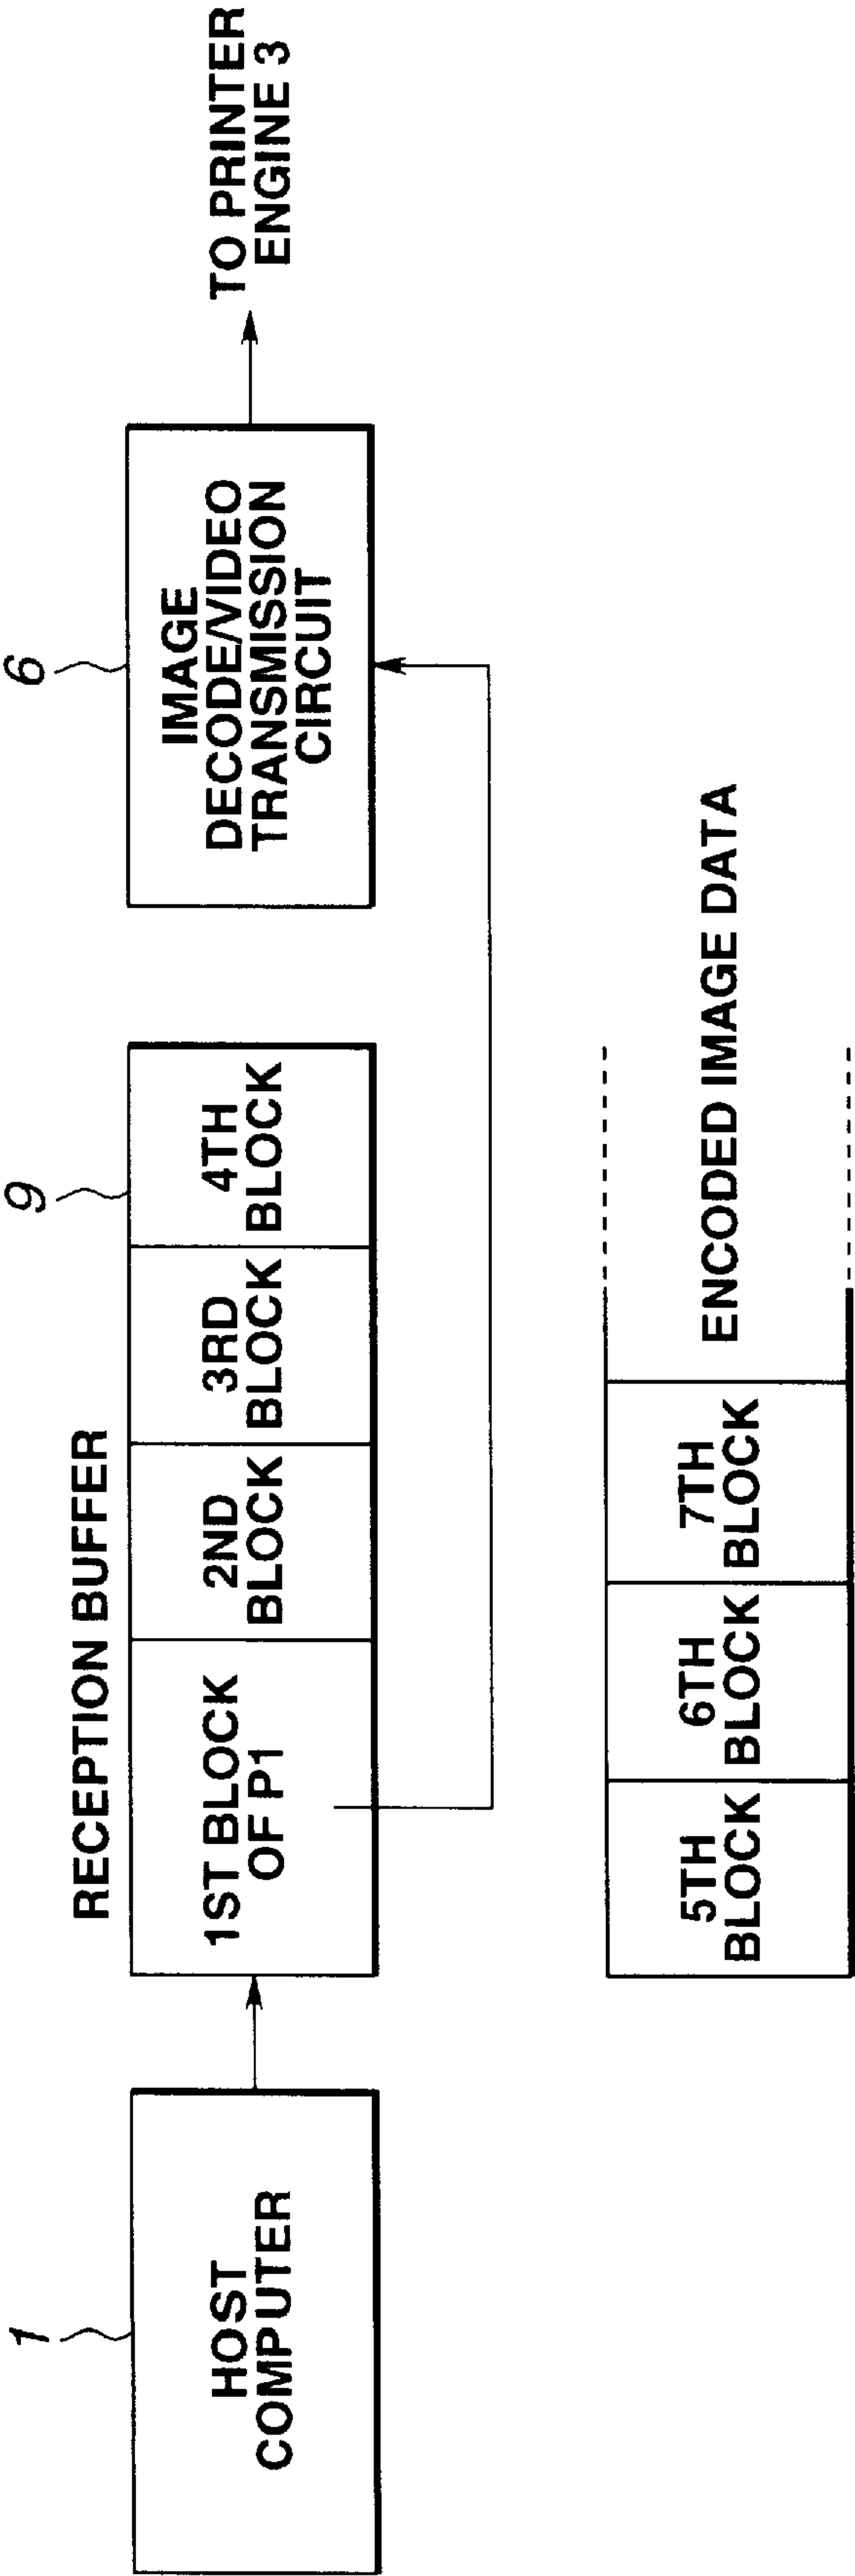 1
HOST
COMPUTER
RECEPTION BUFFER
9
1ST BLOCK
OF P1
2ND
BLOCK
3RD
BLOCK
4TH
BLOCK
6
IMAGE
DECODE/VIDEO
TRANSMISSION
CIRCUIT
TO PRINTER
ENGINE 3
5TH
BLOCK
6TH
BLOCK
7TH
BLOCK
ENCODED IMAGE DATA